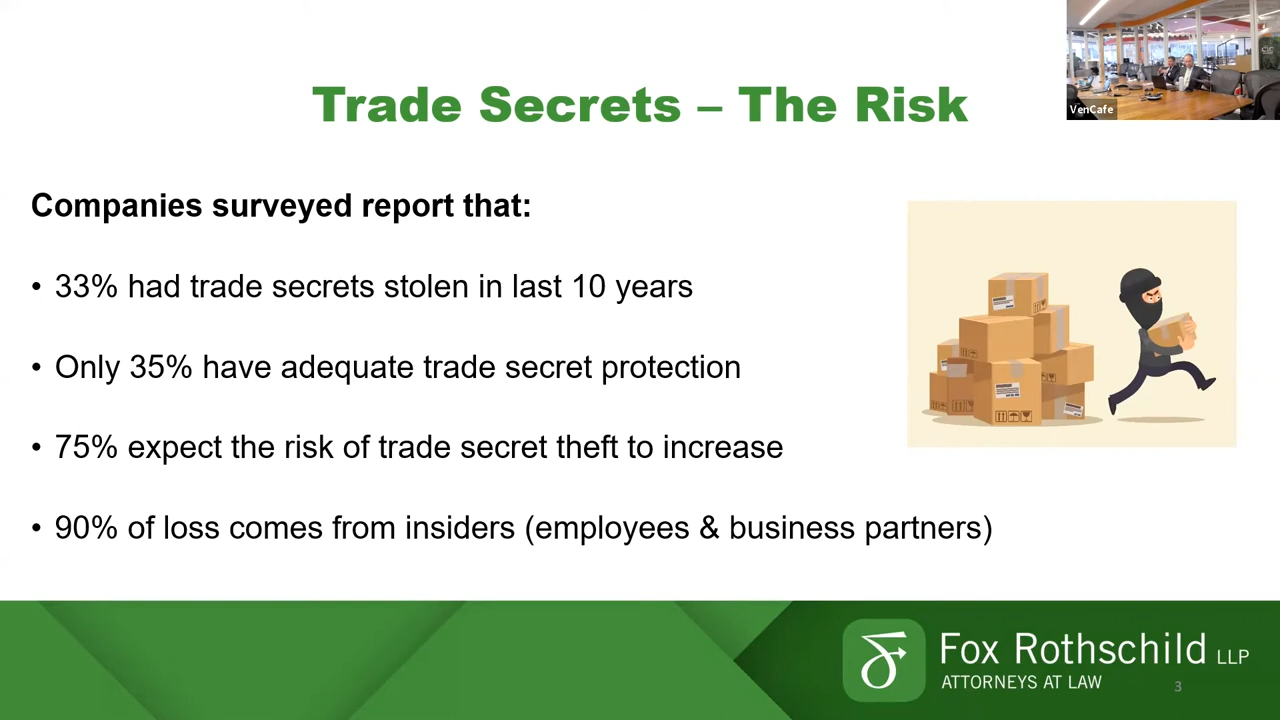 VenCafe
Trade Secrets – The Risk
Companies surveyed report that:
• 33% had trade secrets stolen in last 10 years
• Only 35% have adequate trade secret protection
• 75% expect the risk of trade secret theft to increase
• 90% of loss comes from insiders (employees & business partners)
Fox Rothschild LLP
ATTORNEYS AT LAW
3